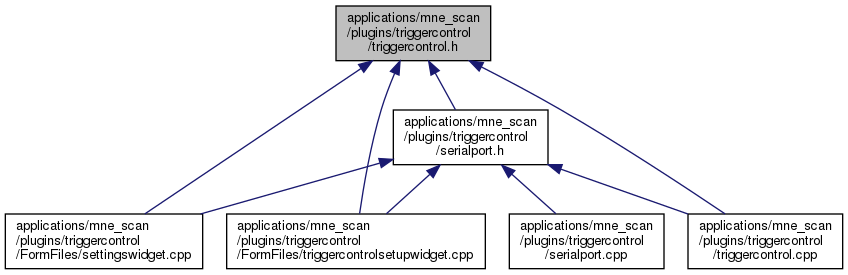 applications/mne_scan
/plugins/triggercontrol
/triggercontrol.h
applications/mne_scan
/plugins/triggercontrol
/serialport.h
applications/mne_scan
/plugins/triggercontrol
/FormFiles/settingswidget.cpp
applications/mne_scan
/plugins/triggercontrol
/FormFiles/triggercontrolsetupwidget.cpp
applications/mne_scan
/plugins/triggercontrol
/serialport.cpp
applications/mne_scan
/plugins/triggercontrol
/triggercontrol.cpp